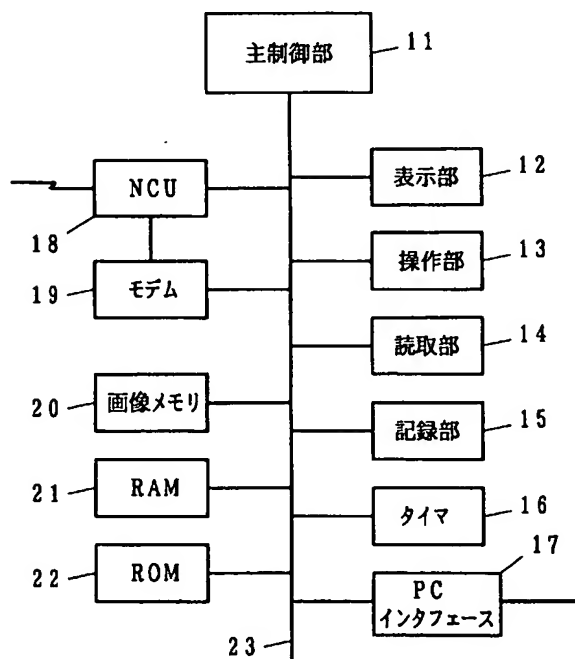 主制御部
11
NCU
18
表示部
12
モデム
19
操作部
13
読取部
14
画像メモリ
20
記録部
15
RAM
21
タイマ
16
ROM
22
PC
インタフェース
17
23